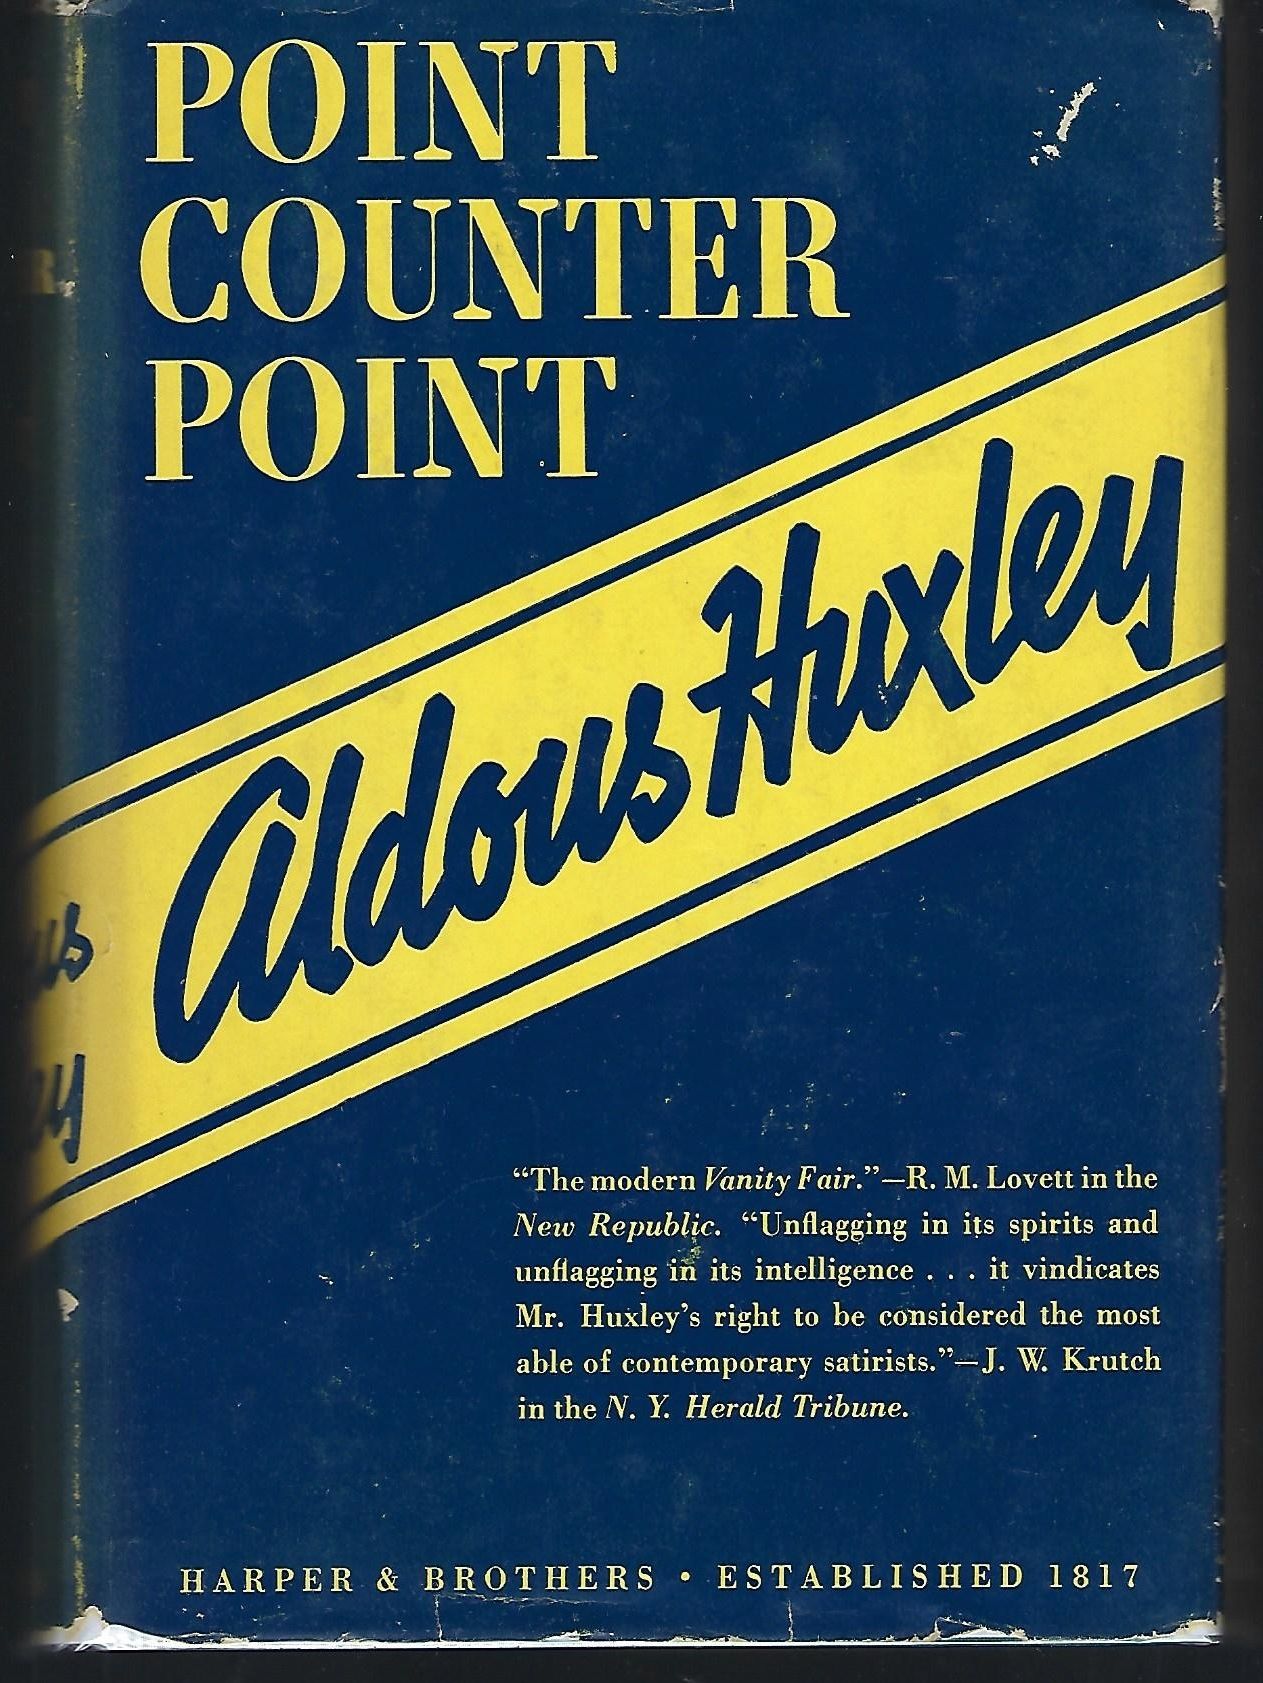 POINT
COUNTER
POINT
Aldous Huxley
“The modern Vanity Fair.”—R. M. Lovett in the
New Republic. “Unflagging in its spirits and
unflagging in its intelligence . . . it vindicates
Mr. Huxley’s right to be considered the most
able of contemporary satirists.”—J. W. Krutch
in the N. Y. Herald Tribune.
HARPER & BROTHERS • ESTABLISHED 1817